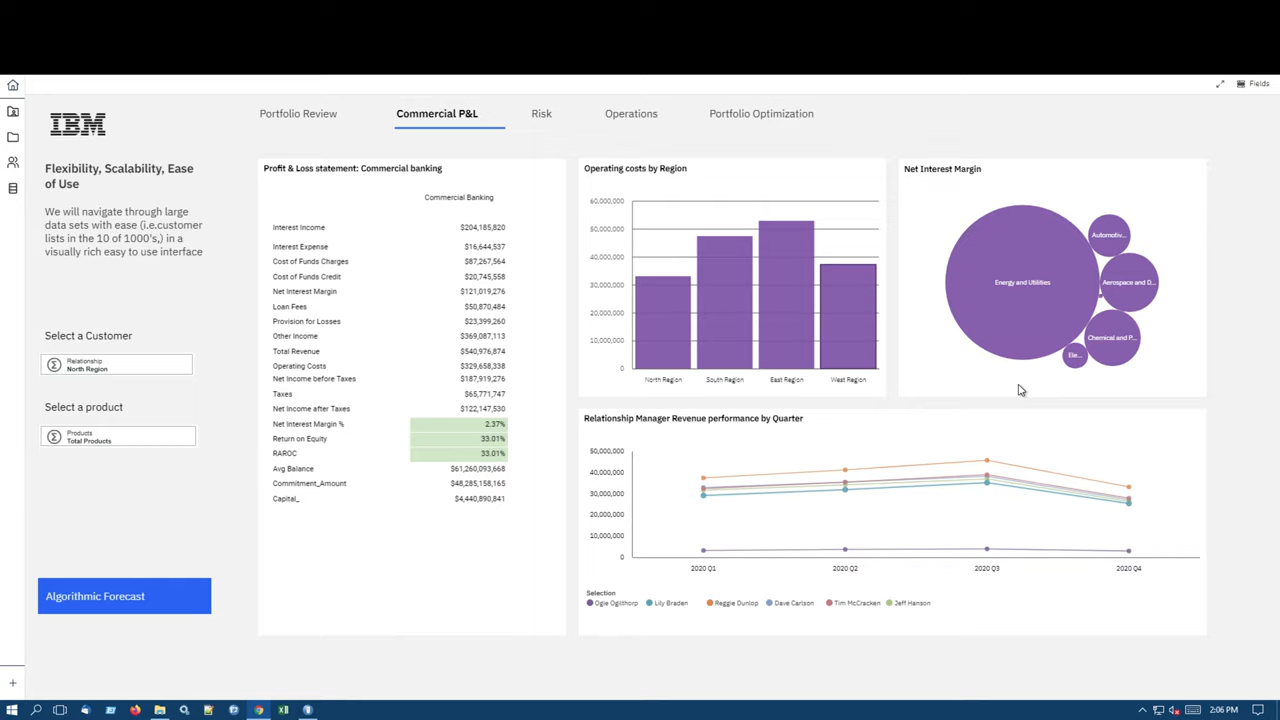 Fields
IBM
Portfolio Review
Commercial P&L
Risk
Operations
Portfolio Optimization
Flexibility, Scalability, Ease
of Use
We will navigate through large
data sets with ease (i.e.customer
lists in the 10 of 1000's,) in a
visually rich easy to use interface
Select a Customer
Relationship
North Region
Select a product
Products
Total Products
Algorithmic Forecast
Profit & Loss statement: Commercial banking
Commercial Banking
Interest Income $204,185,820
Interest Expense $16,644,537
Cost of Funds Charges $87,267,564
Cost of Funds Credit $20,745,558
Net Interest Margin $121,019,276
Loan Fees $50,870,484
Provision for Losses $23,399,260
Other Income $369,087,113
Total Revenue $540,976,874
Operating Costs $329,658,338
Net Income before Taxes $187,919,276
Taxes $65,771,747
Net Income after Taxes $122,147,530
Net Interest Margin % 2.37%
Return on Equity 33.01%
RAROC 33.01%
Avg Balance $61,260,093,668
Commitment_Amount $48,285,158,165
Capital_ $4,440,890,841
Operating costs by Region
60,000,000
50,000,000
40,000,000
30,000,000
20,000,000
10,000,000
0
North Region South Region East Region West Region
Net Interest Margin
Automotiv...
Energy and Utilities
Aerospace and D...
Chemical and P...
Ele...
Relationship Manager Revenue performance by Quarter
50,000,000
40,000,000
30,000,000
20,000,000
10,000,000
0
2020 Q1 2020 Q2 2020 Q3 2020 Q4
Selection
Ogie Ogilthorp Lily Braden Reggie Dunlop Dave Carlson Tim McCracken Jeff Hanson
2:06 PM